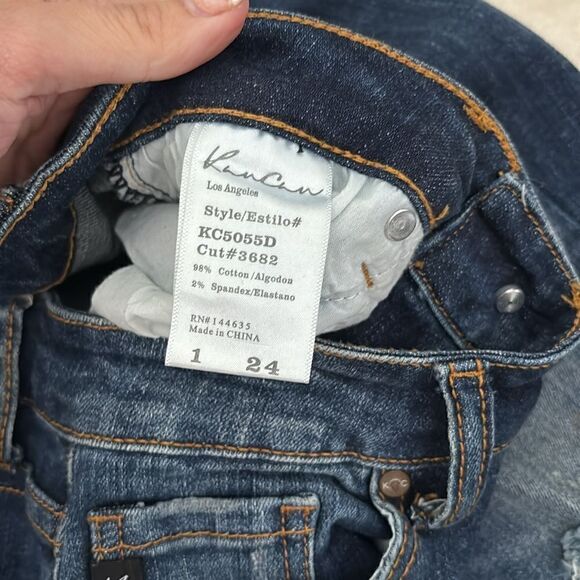 KanCan
Los Angeles
Style/Estilo#
KC5055D
Cut#3682
98% Cotton/Algodon
2% Spandex/Elastano
RN#144635
Made in CHINA
1 24